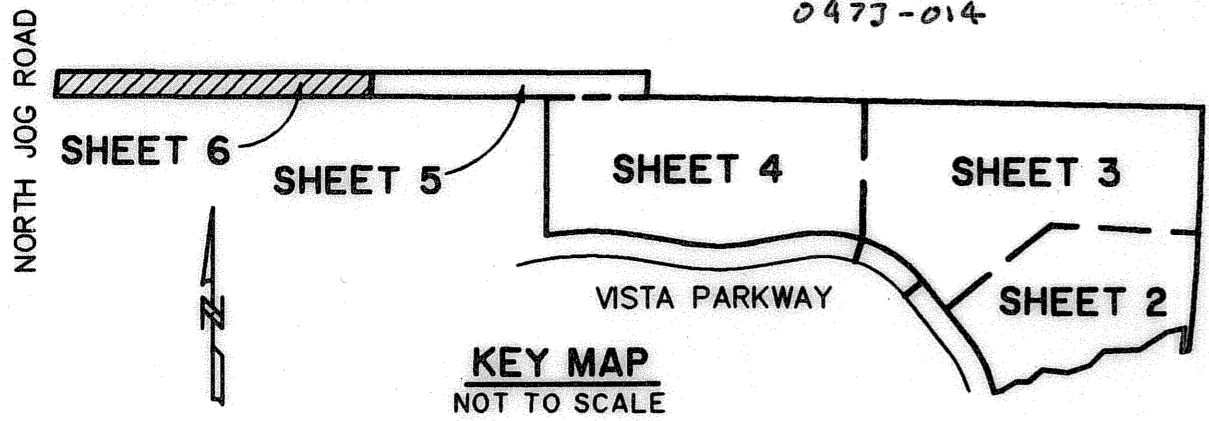 0473-014
NORTH JOG ROAD
SHEET 6
SHEET 5
SHEET 4
SHEET 3
SHEET 2
VISTA PARKWAY
N
KEY MAP
NOT TO SCALE